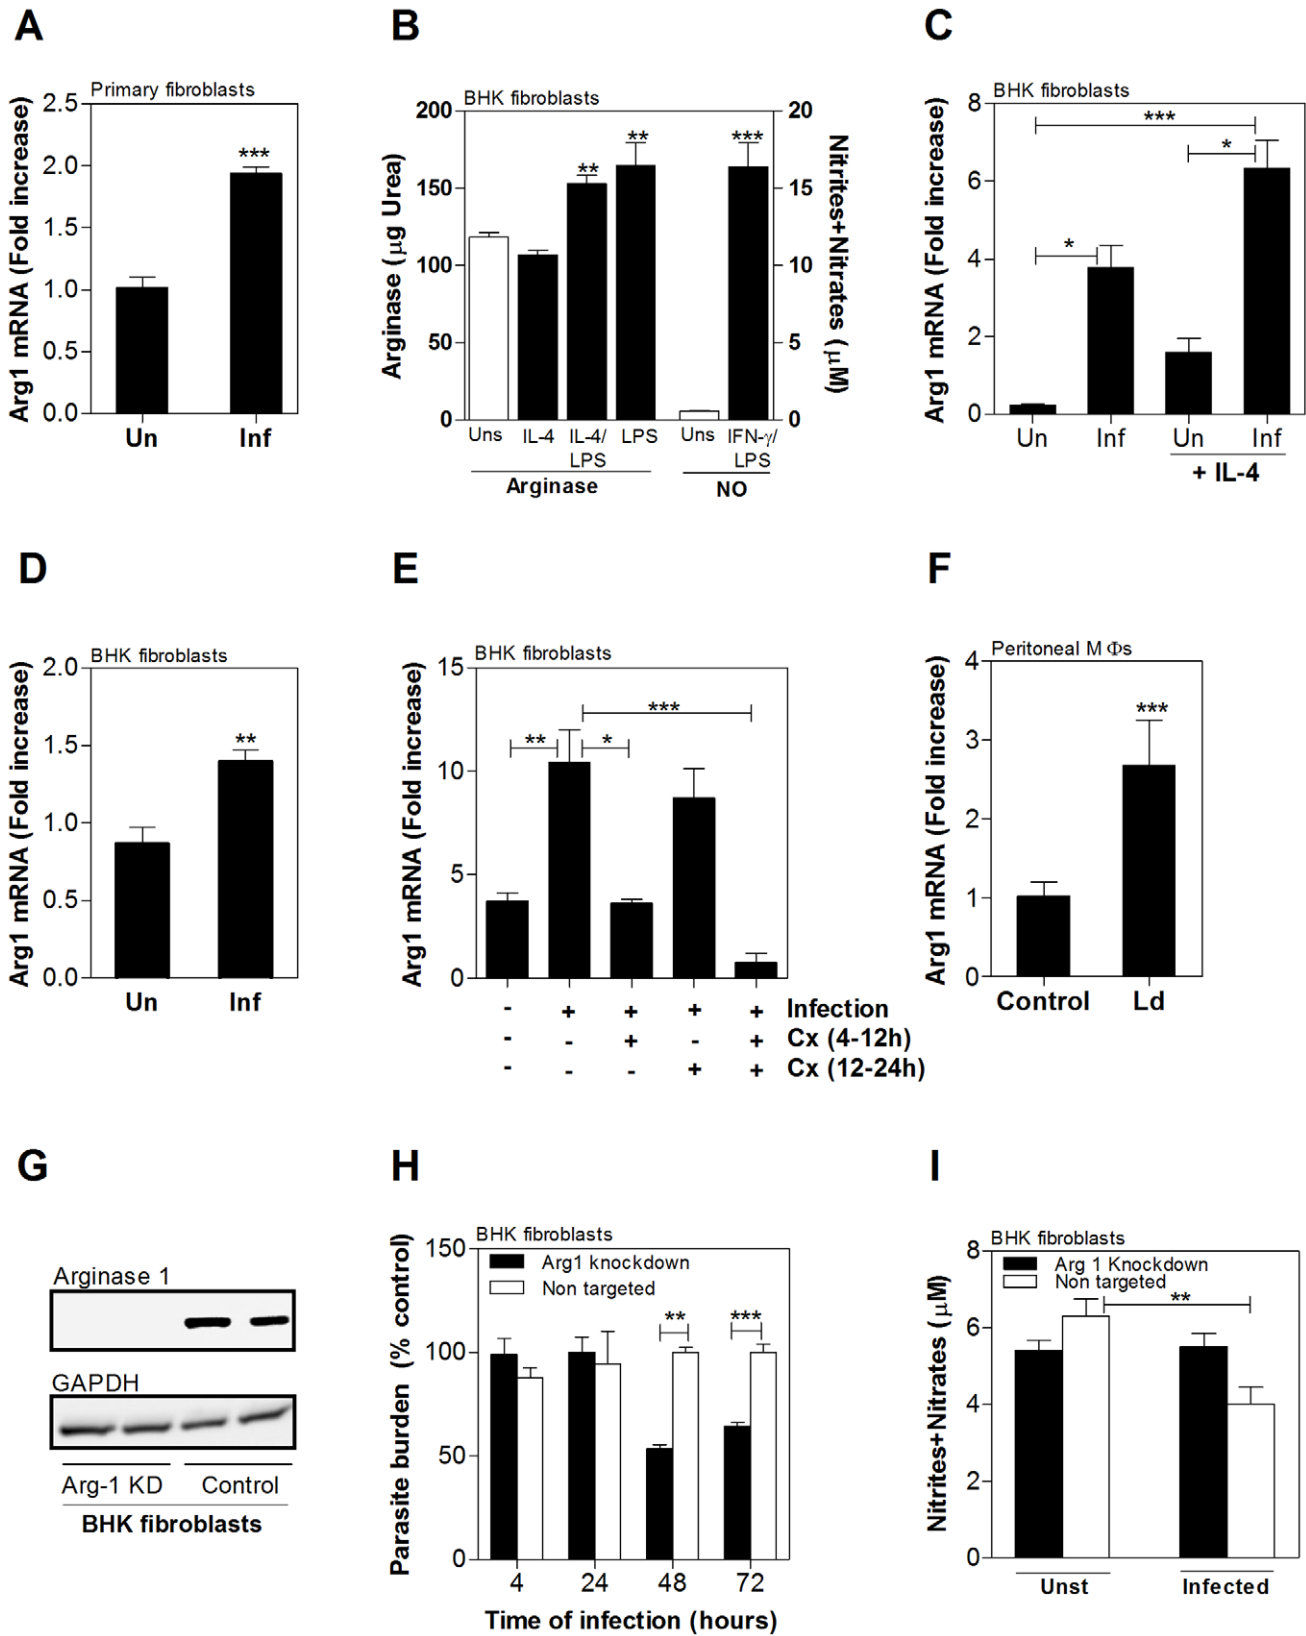 A
Primary fibroblasts
Arg1 mRNA (Fold increase)
2.5
2.0
1.5
1.0
0.5
0.0
***
Un Inf
B
BHK fibroblasts
Arginase (µg Urea)
200
150
100
50
0
** ** ***
20
15
10
5
0
Nitrites+Nitrates (µM)
Uns IL-4 IL-4/ LPS Uns IFN-γ/
LPS LPS
Arginase NO
C
BHK fibroblasts
Arg1 mRNA (Fold increase)
8
6
4
2
0
***
*
*
Un Inf Un Inf
+ IL-4
D
BHK fibroblasts
Arg1 mRNA (Fold increase)
2.0
1.5
1.0
0.5
0.0
**
Un Inf
E
BHK fibroblasts
Arg1 mRNA (Fold increase)
15
10
5
0
***
** *
- + + + + Infection
- - + - + Cx (4-12h)
- - - + + Cx (12-24h)
F
Peritoneal M Φs
Arg1 mRNA (Fold increase)
4
3
2
1
0
***
Control Ld
G
Arginase 1
GAPDH
Arg-1 KD Control
BHK fibroblasts
H
BHK fibroblasts
Parasite burden (% control)
150
100
50
0
Arg1 knockdown
Non targeted
** ***
4 24 48 72
Time of infection (hours)
I
BHK fibroblasts
Nitrites+Nitrates (µM)
8
6
4
2
0
Arg 1 Knockdown
Non targeted
**
Unst Infected